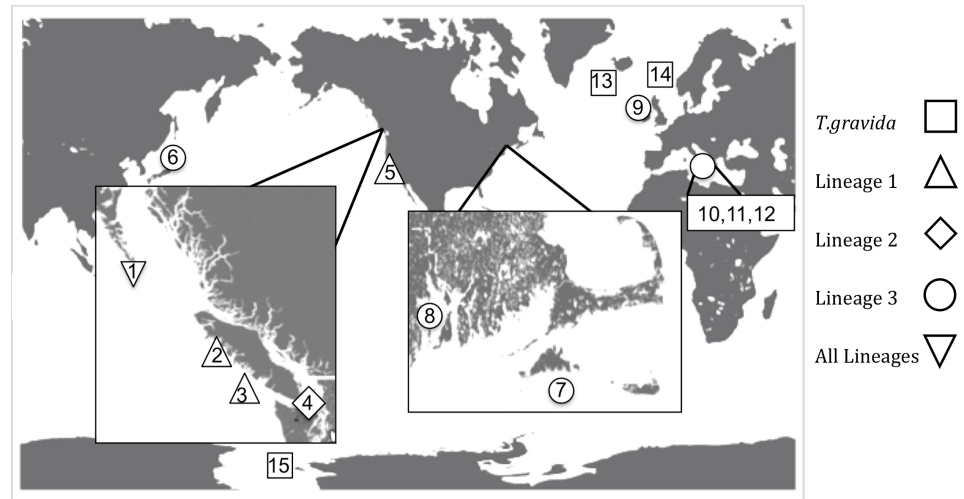 13
14
9
6
5
10,11,12
1
8
2
3
4
7
15
T.gravida
Lineage 1
Lineage 2
Lineage 3
All Lineages